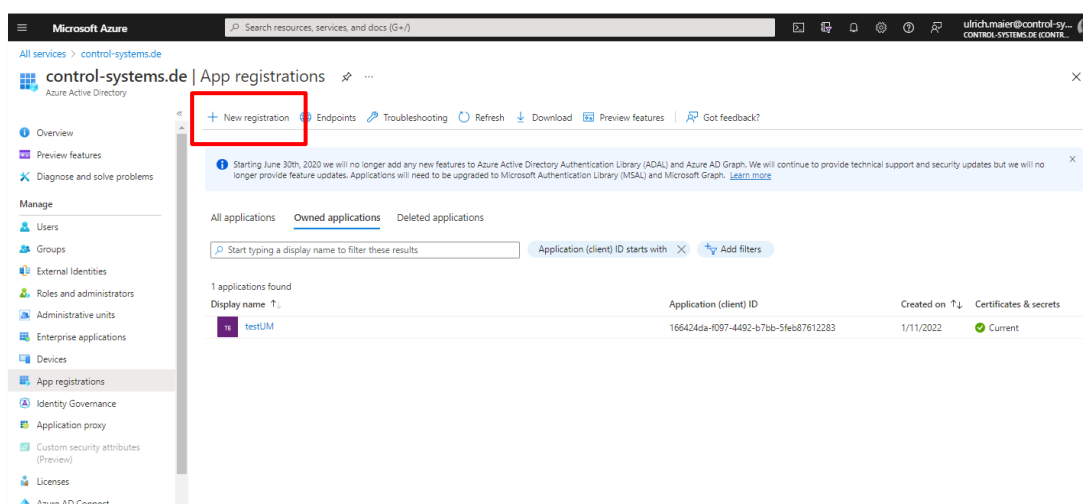 Microsoft Azure
Search resources, services, and docs (G+/)
ulrich.maier@control-sy...
CONTROL-SYSTEMS.DE (CONTR...
All services > control-systems.de
control-systems.de | App registrations
Azure Active Directory
New registration
Endpoints
Troubleshooting
Refresh
Download
Preview features
Got feedback?
Overview
Preview features
Diagnose and solve problems
Manage
Users
Groups
External Identities
Roles and administrators
Administrative units
Enterprise applications
Devices
App registrations
Identity Governance
Application proxy
Custom security attributes
(Preview)
Licenses
Azure AD Connect
Starting June 30th, 2020 we will no longer add any new features to Azure Active Directory Authentication Library (ADAL) and Azure AD Graph. We will continue to provide technical support and security updates but we will no
longer provide feature updates. Applications will need to be upgraded to Microsoft Authentication Library (MSAL) and Microsoft Graph. Learn more
All applications Owned applications Deleted applications
Start typing a display name to filter these results
Application (client) ID starts with
Add filters
1 applications found
Display name Application (client) ID Created on Certificates & secrets
TE testUM 166424da-f097-4492-b7bb-5feb87612283 1/11/2022 Current